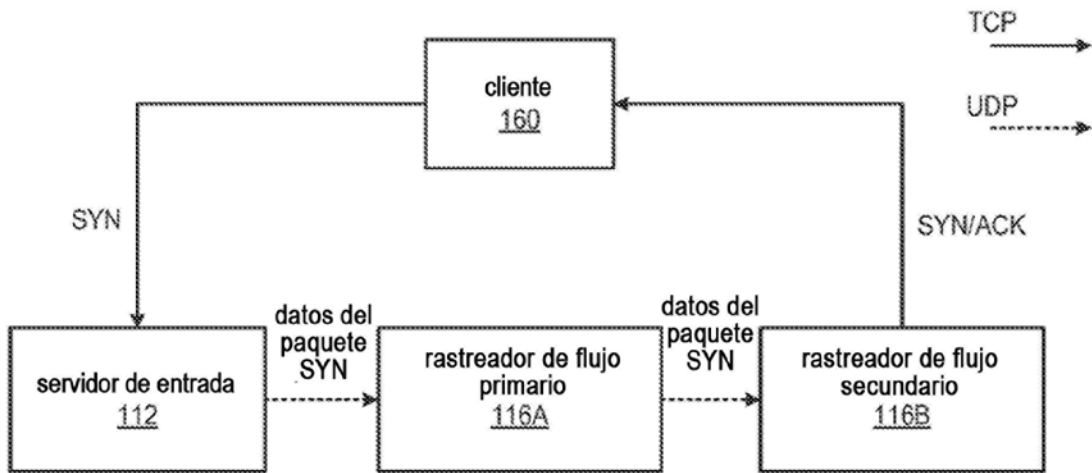 TCP
UDP
cliente
160
SYN
SYN/ACK
datos del
paquete
SYN
datos del
paquete
SYN
servidor de entrada
112
rastreador de flujo
primario
116A
rastreador de flujo
secundario
116B